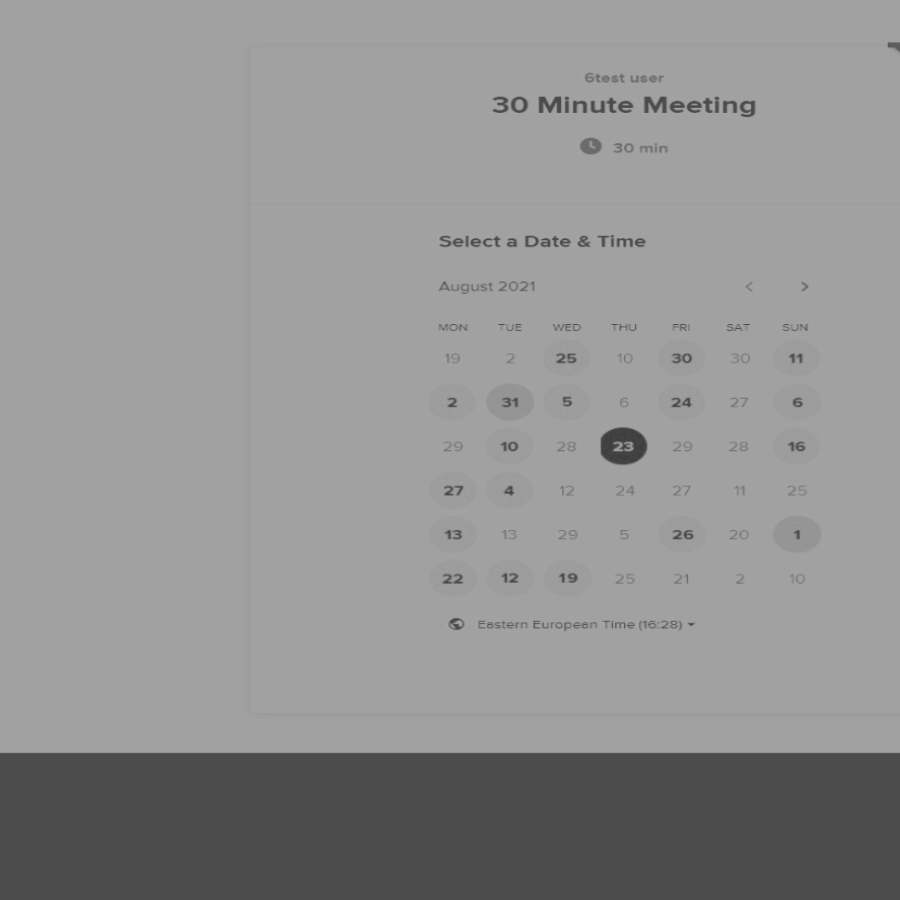 6test user
30 Minute Meeting
30 min
Select a Date & Time
August 2021
MON TUE WED THU FRI SAT SUN
19 2 25 10 30 30 11
2 31 5 6 24 27 6
29 10 28 23 29 28 16
27 4 12 24 27 11 25
13 13 29 5 26 20 1
22 12 19 25 21 2 10
Eastern European Time (16:28)